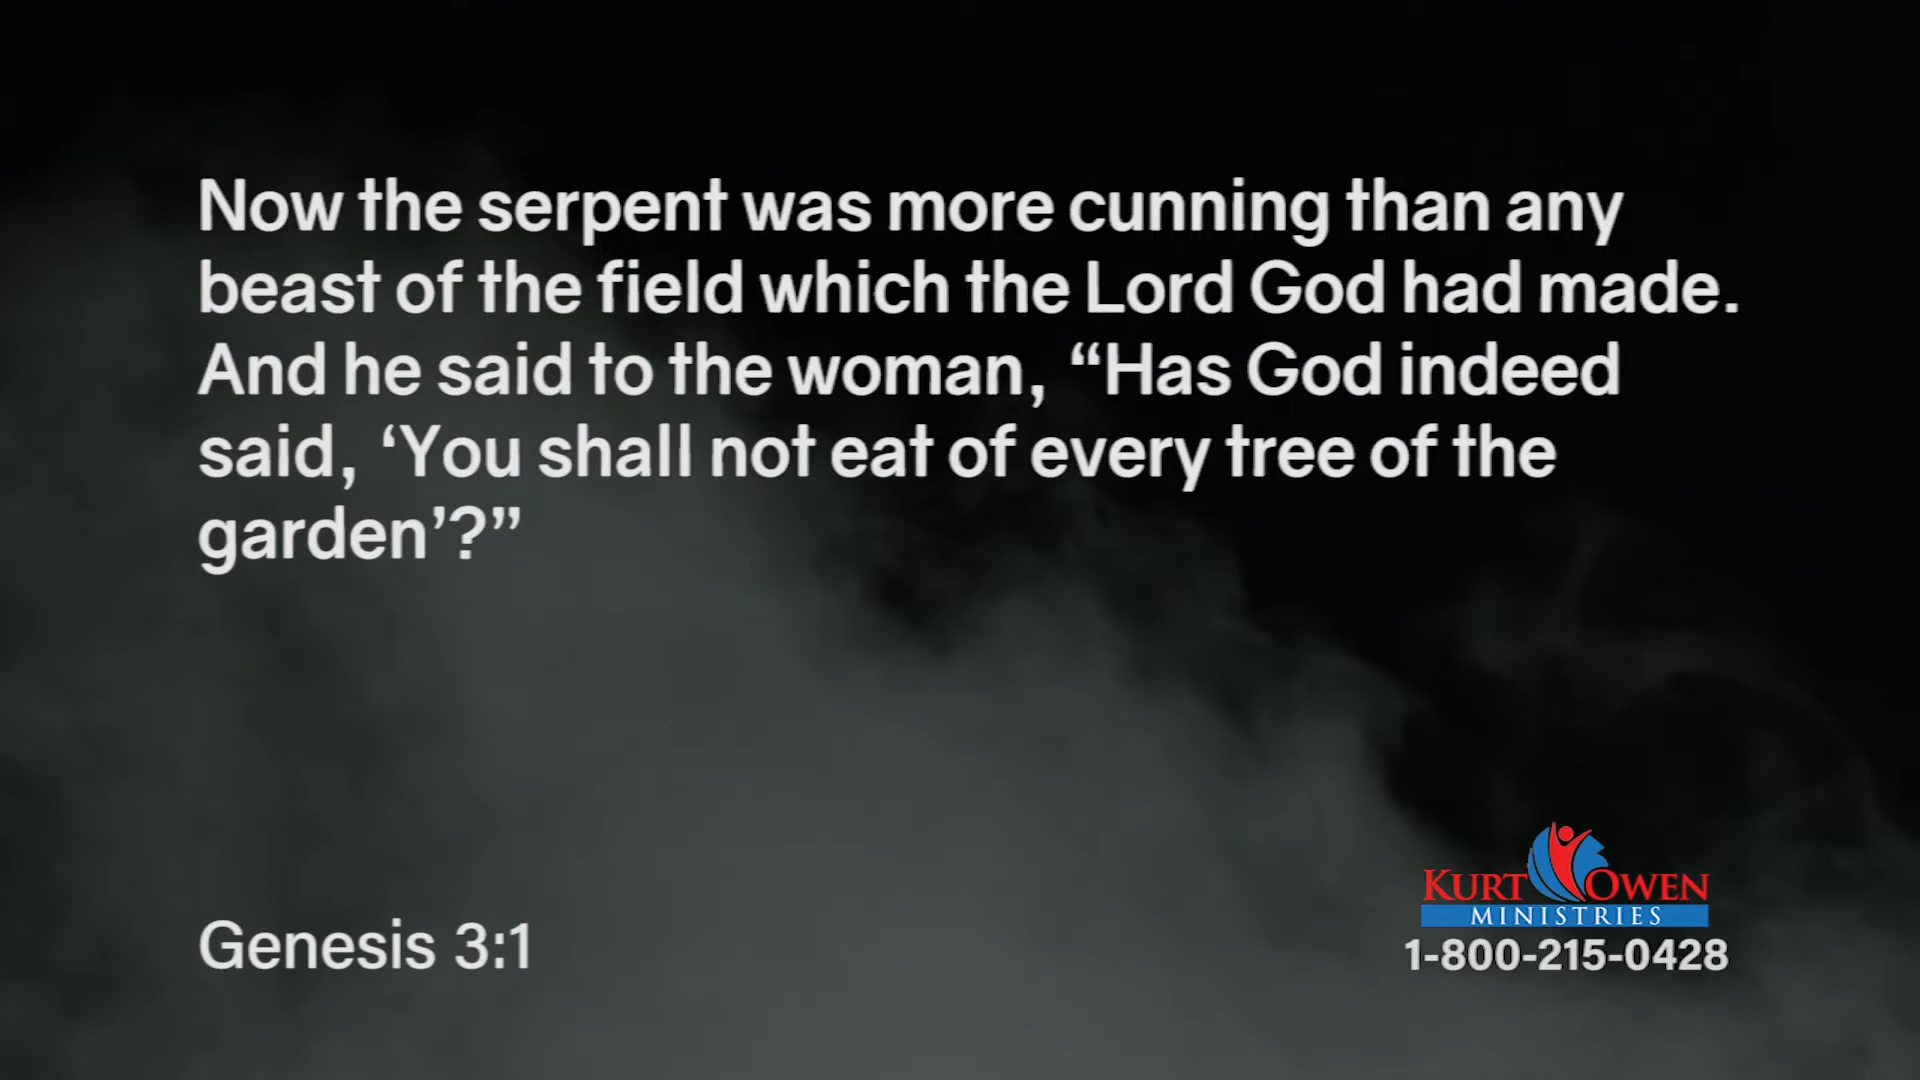 Now the serpent was more cunning than any
beast of the field which the Lord God had made.
And he said to the woman, “Has God indeed
said, ‘You shall not eat of every tree of the
garden’?”
Genesis 3:1
KURT OWEN
MINISTRIES
1-800-215-0428